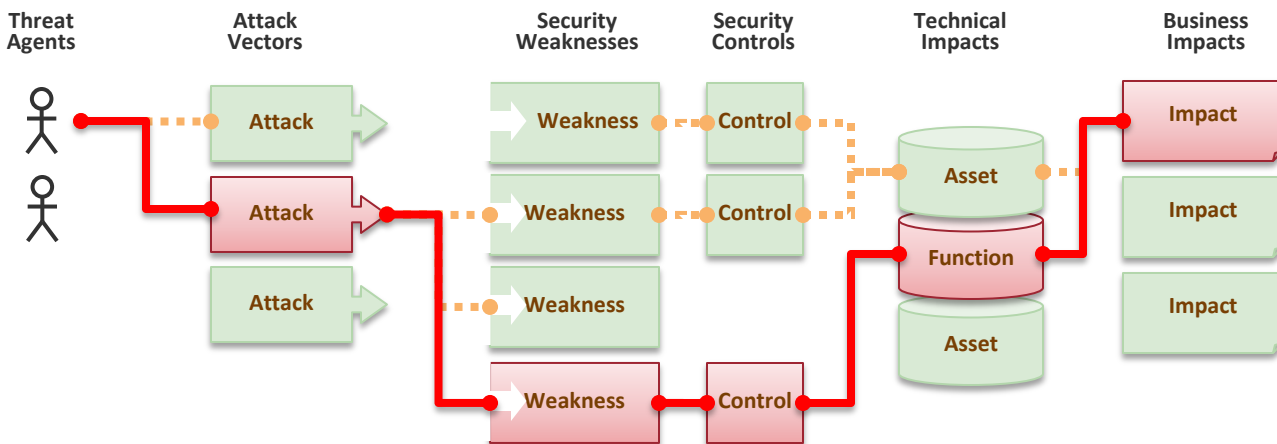 Threat
Agents
Attack
Vectors
Security
Weaknesses
Security
Controls
Technical
Impacts
Business
Impacts
Attack
Weakness
Control
Impact
Asset
Attack
Weakness
Control
Impact
Function
Attack
Weakness
Impact
Asset
Weakness
Control